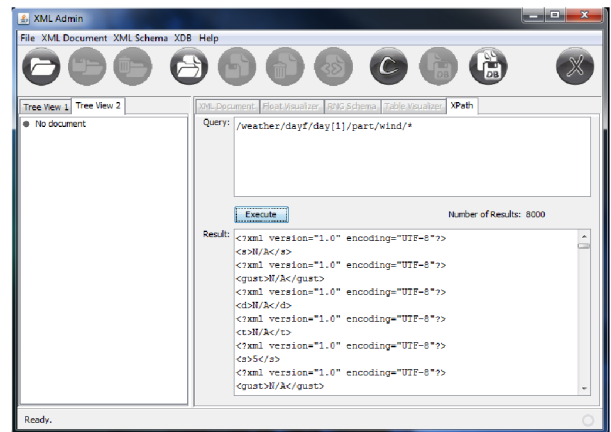 XML Admin
File XML Document XML Schema XDB Help
C DB DB X
Tree View 1 Tree View 2
XML Document Float Visualizer RNG Schema Table Visualizer XPath
No document
Query: /weather/dayf/day[1]/part/wind/*
Execute Number of Results: 8000
Result: <?xml version="1.0" encoding="UTF-8"?>
<s>N/A</s>
<?xml version="1.0" encoding="UTF-8"?>
<gust>N/A</gust>
<?xml version="1.0" encoding="UTF-8"?>
<d>N/A</d>
<?xml version="1.0" encoding="UTF-8"?>
<t>N/A</t>
<?xml version="1.0" encoding="UTF-8"?>
<s>5</s>
<?xml version="1.0" encoding="UTF-8"?>
<gust>N/A</gust>
Ready.